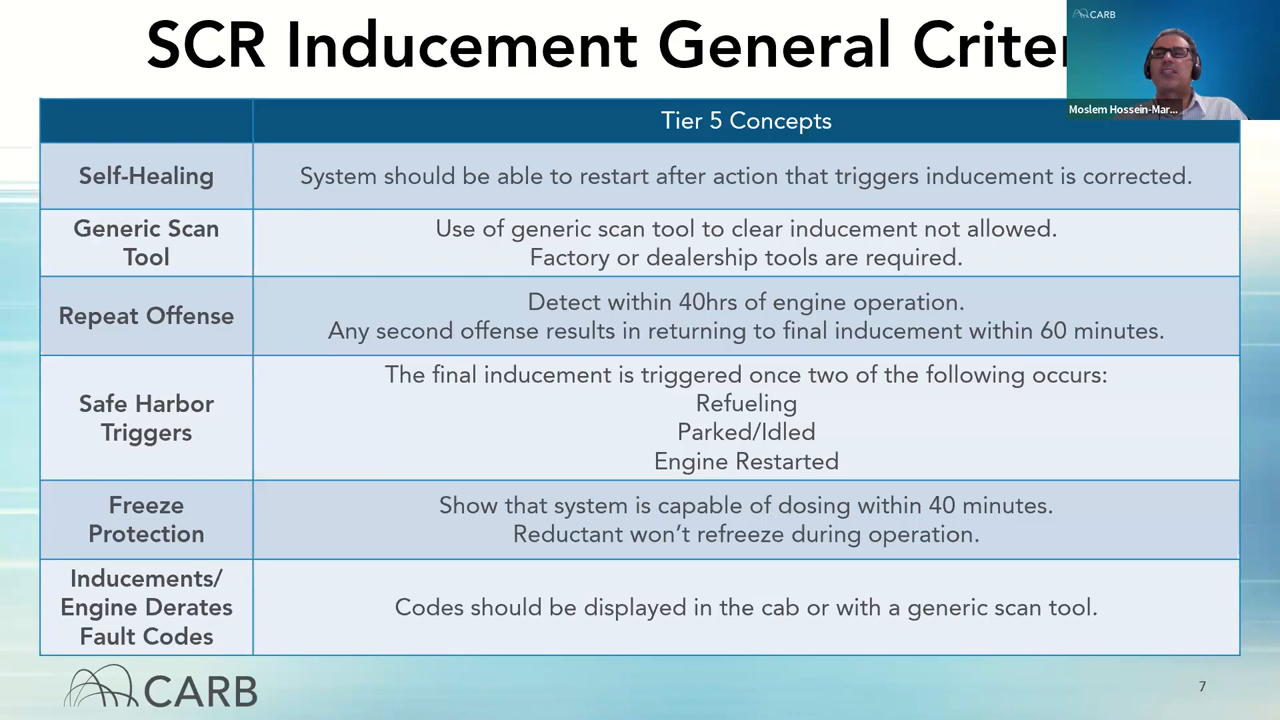 SCR Inducement General Criter
CARB
Moslem Hossein-Mar...
Tier 5 Concepts
Self-Healing
System should be able to restart after action that triggers inducement is corrected.
Generic Scan
Tool
Use of generic scan tool to clear inducement not allowed.
Factory or dealership tools are required.
Repeat Offense
Detect within 40hrs of engine operation.
Any second offense results in returning to final inducement within 60 minutes.
Safe Harbor
Triggers
The final inducement is triggered once two of the following occurs:
Refueling
Parked/Idled
Engine Restarted
Freeze
Protection
Show that system is capable of dosing within 40 minutes.
Reductant won’t refreeze during operation.
Inducements/
Engine Derates
Fault Codes
Codes should be displayed in the cab or with a generic scan tool.
CARB
7